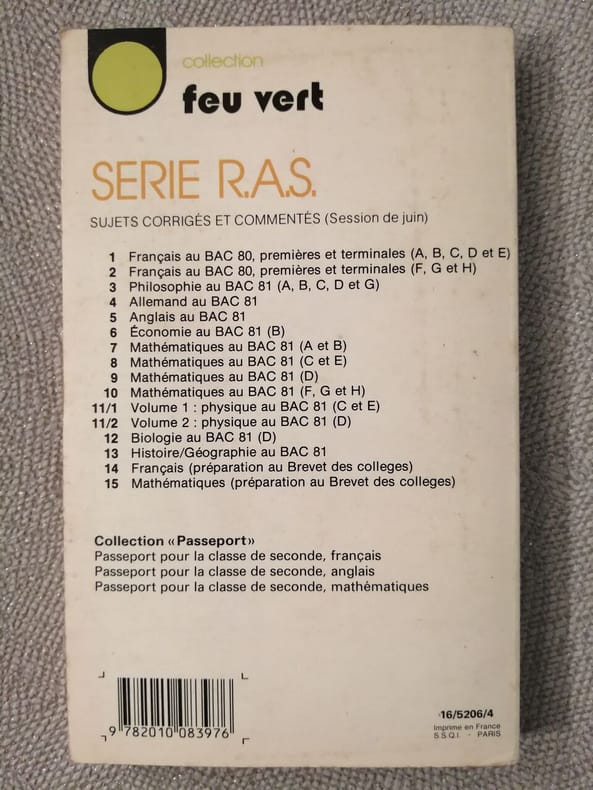 collection
feu vert
SERIE R.A.S.
SUJETS CORRIGÉS ET COMMENTÉS (Session de juin)
1 Français au BAC 80, premières et terminales (A, B, C, D et E)
2 Français au BAC 80, premières et terminales (F, G et H)
3 Philosophie au BAC 81 (A, B, C, D et G)
4 Allemand au BAC 81
5 Anglais au BAC 81
6 Économie au BAC 81 (B)
7 Mathématiques au BAC 81 (A et B)
8 Mathématiques au BAC 81 (C et E)
9 Mathématiques au BAC 81 (D)
10 Mathématiques au BAC 81 (F, G et H)
11/1 Volume 1 : physique au BAC 81 (C et E)
11/2 Volume 2 : physique au BAC 81 (D)
12 Biologie au BAC 81 (D)
13 Histoire/Géographie au BAC 81
14 Français (préparation au Brevet des colleges)
15 Mathématiques (préparation au Brevet des colleges)
Collection «Passeport»
Passeport pour la classe de seconde, français
Passeport pour la classe de seconde, anglais
Passeport pour la classe de seconde, mathématiques
9 782010 083976
16/5206/4
Imprimé en France
S.S.Q.I. - PARIS